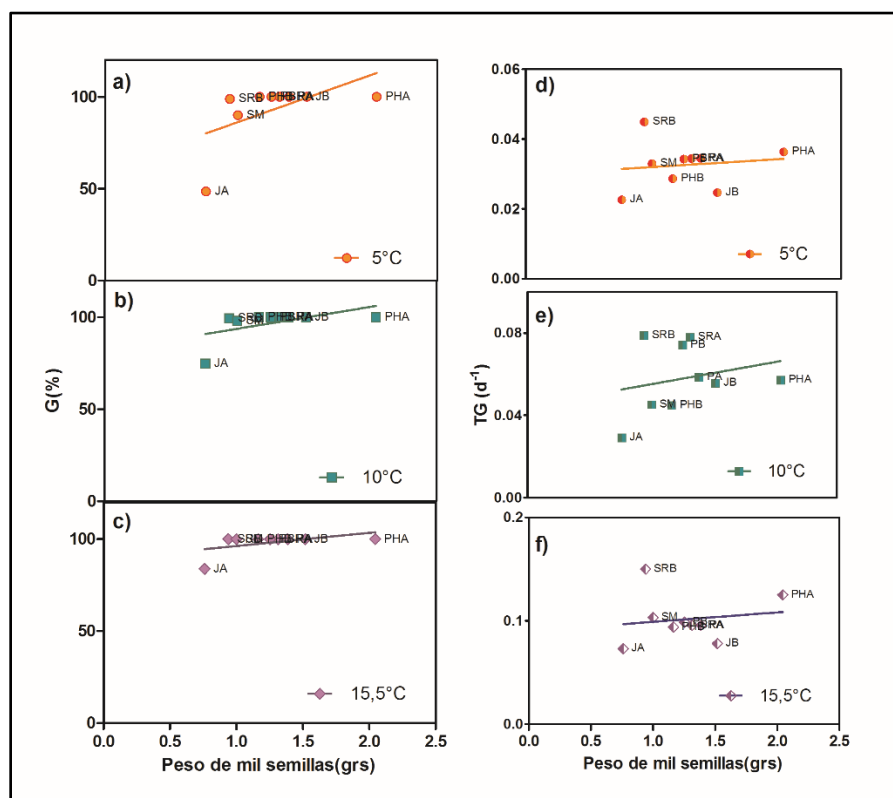 a)
100
SRB
PHB
PA
JB
PHA
SM
50
JA
0
5°C
b)
100
SRB
SM
JB
PHA
JA
50
0
10°C
G(%)
c)
100
JB
PHA
JA
50
0
15,5°C
0.0 0.5 1.0 1.5 2.0 2.5
Peso de mil semillas(grs)
d)
0.06
SRB
0.04
PHA
SM
PHB
JB
JA
0.02
5°C
0.00
e)
0.08
SRB
SRA
PB
PA
JB
PHA
SM
PHB
0.04
JA
10°C
0.00
TG (d-1)
f)
0.2
SRB
PHA
0.1
SM
PHB
JB
JA
15,5°C
0.0
0.0 0.5 1.0 1.5 2.0 2.5
Peso de mil semillas(grs)